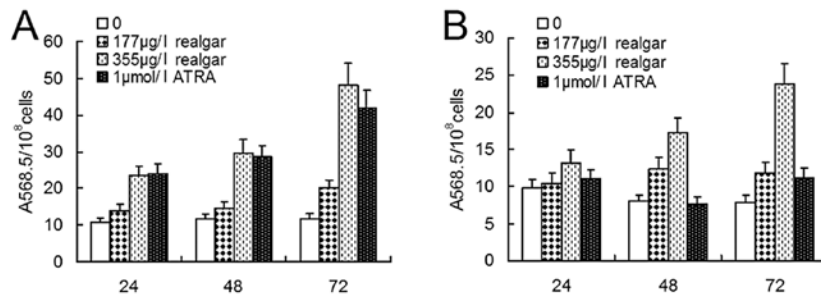 A
0
177µg/l realgar
355µg/l realgar
1µmol/l ATRA
A568.5/10⁸cells
60
50
40
30
20
10
0
24 48 72
B
0
177µg/l realgar
355µg/l realgar
1µmol/l ATRA
A568.5/10⁸cells
30
25
20
15
10
5
0
24 48 72